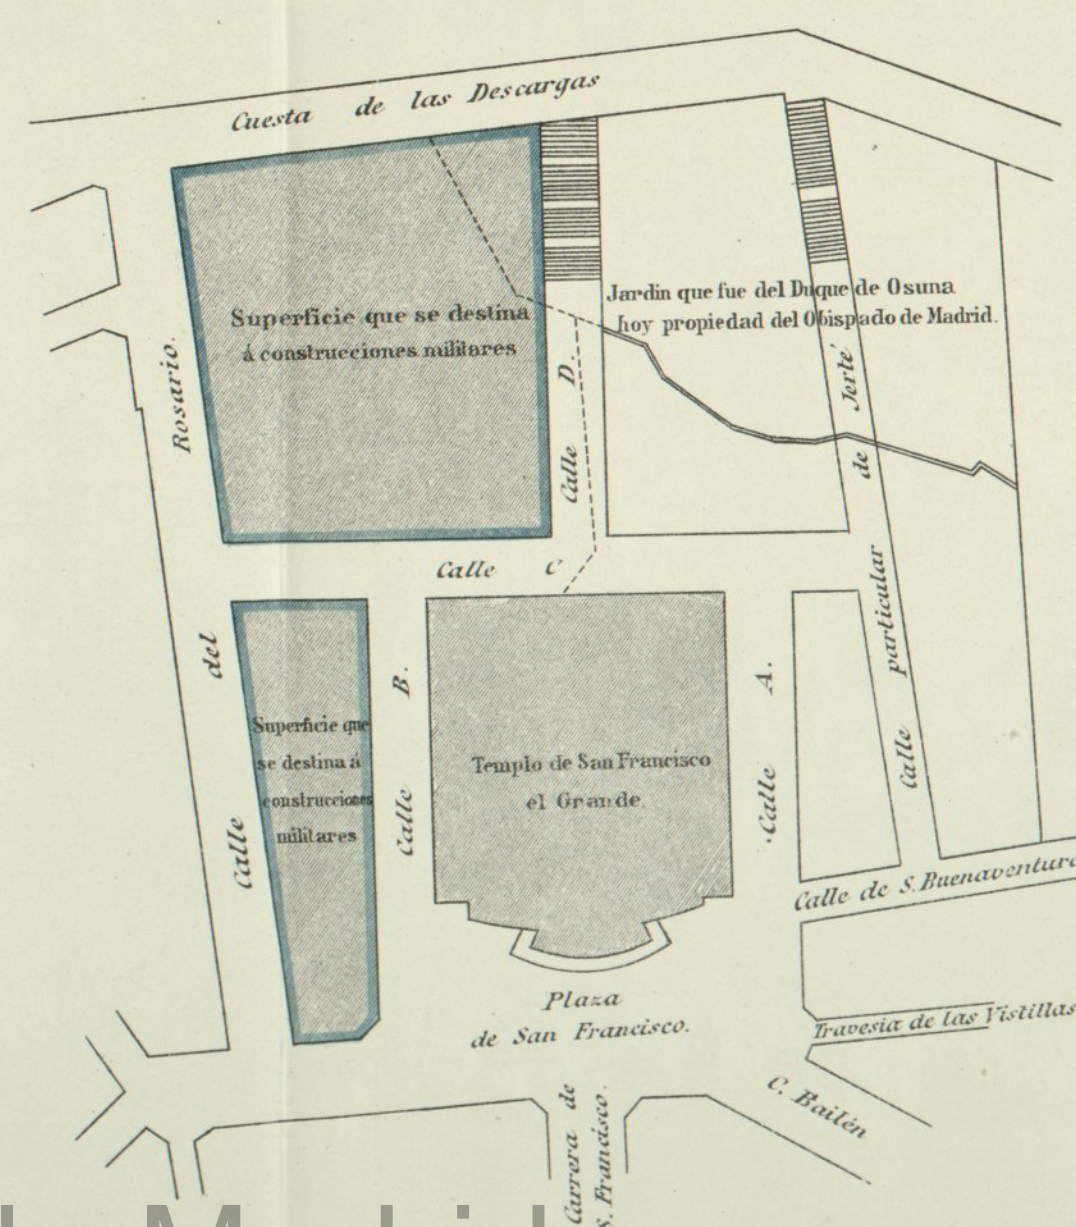 Cuesta de las Descargas
Superficie que se destina
á construcciones militares
Jardin que fue del Duque de Osuna
hoy propiedad del Obispado de Madrid.
Calle del Rosario.
Calle D.
Calle particular de Jerte
Calle C
Calle B.
Calle A.
Superficie que
se destina á
construcciones
militares
Templo de San Francisco
el Grande.
Calle de S. Buenaventura
Plaza
de San Francisco.
Travesia de las Vistillas
C. Bailén
Carrera de
S. Francisco.